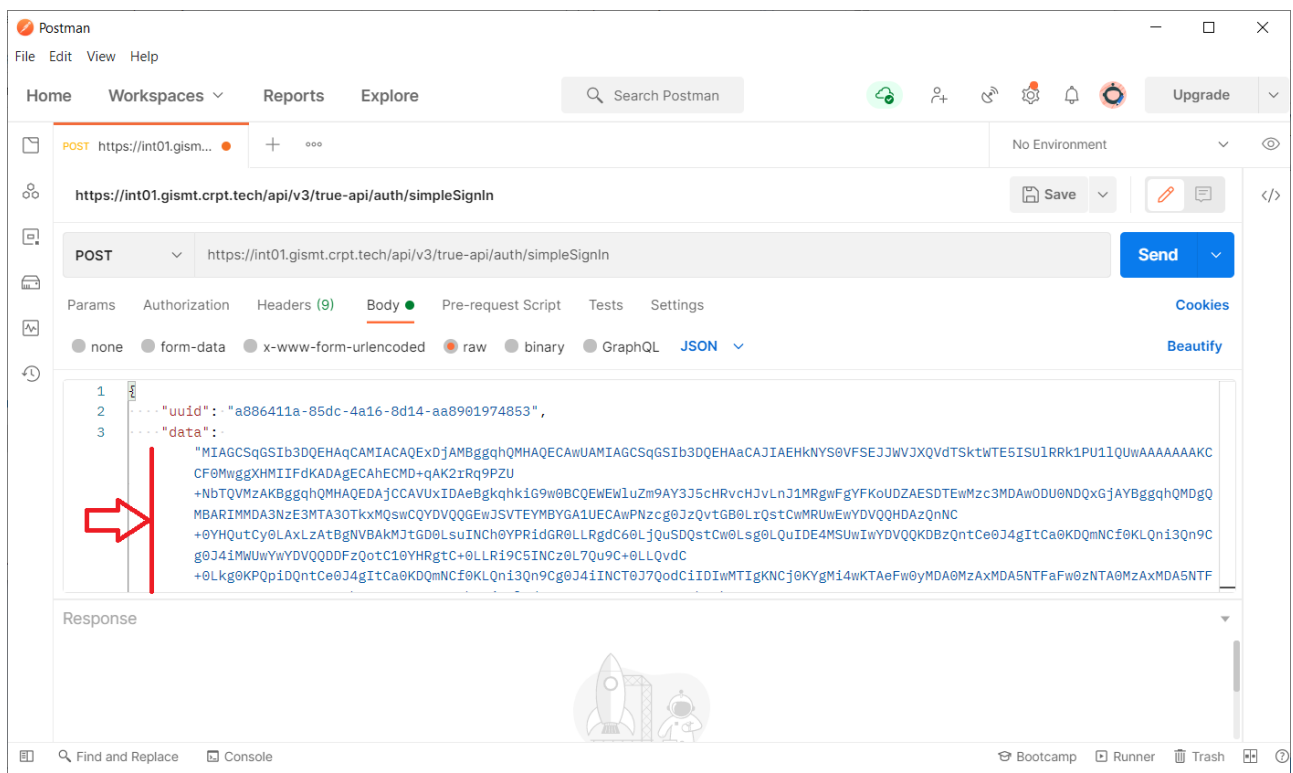 Postman
File Edit View Help
Home Workspaces Reports Explore Search Postman Upgrade
POST https://int01.gism... No Environment
https://int01.gismt.crpt.tech/api/v3/true-api/auth/simpleSignIn Save
POST https://int01.gismt.crpt.tech/api/v3/true-api/auth/simpleSignIn Send
Params Authorization Headers (9) Body Pre-request Script Tests Settings Cookies
none form-data x-www-form-urlencoded raw binary GraphQL JSON Beautify
1 {
2 "uuid": "a886411a-85dc-4a16-8d14-aa8901974853",
3 "data":
"MIAGCSqGSIb3DQEHAqCAMIACAQExDjAMBggqhQMHAQECAwUAMIAGCSqGSIb3DQEHAaCAJIAEHkNYS0VFSEJJWVJXQVdTSktWTE5ISUlRRk1PU1lQUwAAAAAAAKC
CF0MwggXHMIIFdKADAgECAhECMD+qAK2rRq9PZU
+NbTQVMzAKBggqhQMHAQEDAjCCAVUxIDAeBgkqhkiG9w0BCQEWEWluZm9AY3J5cHRvcHJvLnJ1MRgwFgYFKoUDZAESDTEwMzc3MDAwODU0NDQxGjAYBggqhQMDgQ
MBARIMMDA3NzE3MTA3OTkxMQswCQYDVQQGEwJSVTEYMBYGA1UECAwPNzcg0JzQvtGB0LrQstCwMRUwEwYDVQQHDAzQnNC
+0YHQutCy0LAxLzAtBgNVBAkMJtGD0LsuINCh0YPRidGR0LLRgdC60LjQuSDQstCw0Lsg0LQuIDE4MSUwIwYDVQQKDBzQntCe0J4gItCa0KDQmNCf0KLQni3Qn9C
g0J4iMWUwYwYDVQQDDFzQotC10YHRgtC+0LLRi9C5INCz0L7Qu9C+0LLQvdC
+0Lkg0KPQpiDQntCe0J4gItCa0KDQmNCf0KLQni3Qn9Cg0J4iINCT0J7QodCiIDIwMTIgKNCj0KYgMi4wKTAeFw0yMDA0MzAxMDA5NTFaFw0zNTA0MzAxMDA5NTF
Response
Find and Replace Console Bootcamp Runner Trash